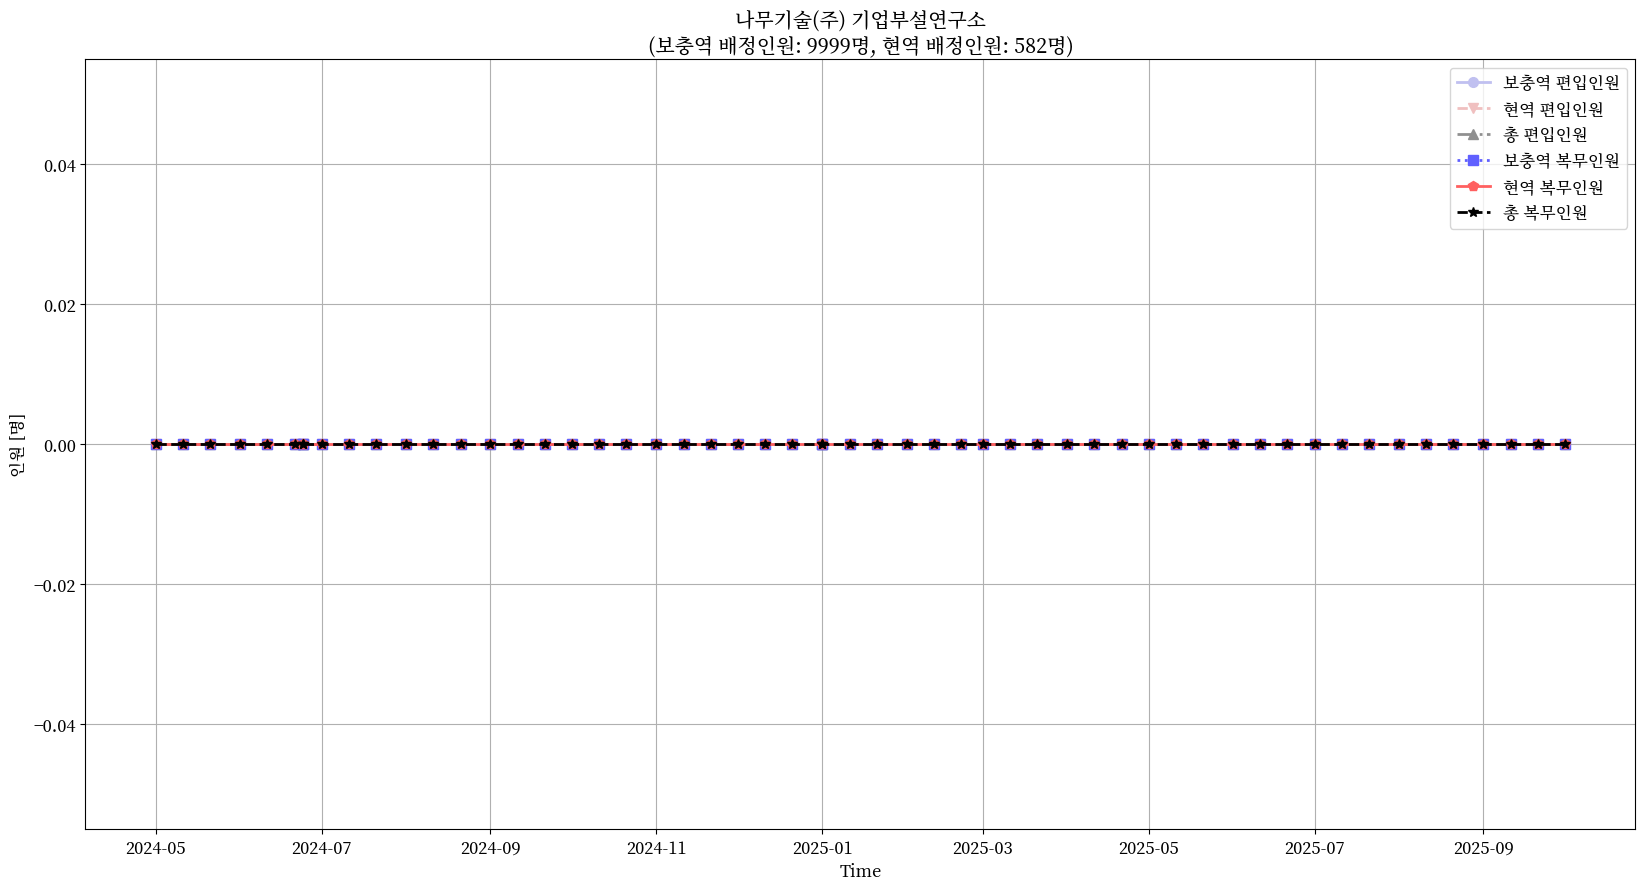 나무기술(주) 기업부설연구소
(보충역 배정인원: 9999명, 현역 배정인원: 582명)
보충역 편입인원
현역 편입인원
총 편입인원
보충역 복무인원
현역 복무인원
총 복무인원
인원 [명]
0.04
0.02
0.00
−0.02
−0.04
2024-05
2024-07
2024-09
2024-11
2025-01
2025-03
2025-05
2025-07
2025-09
Time